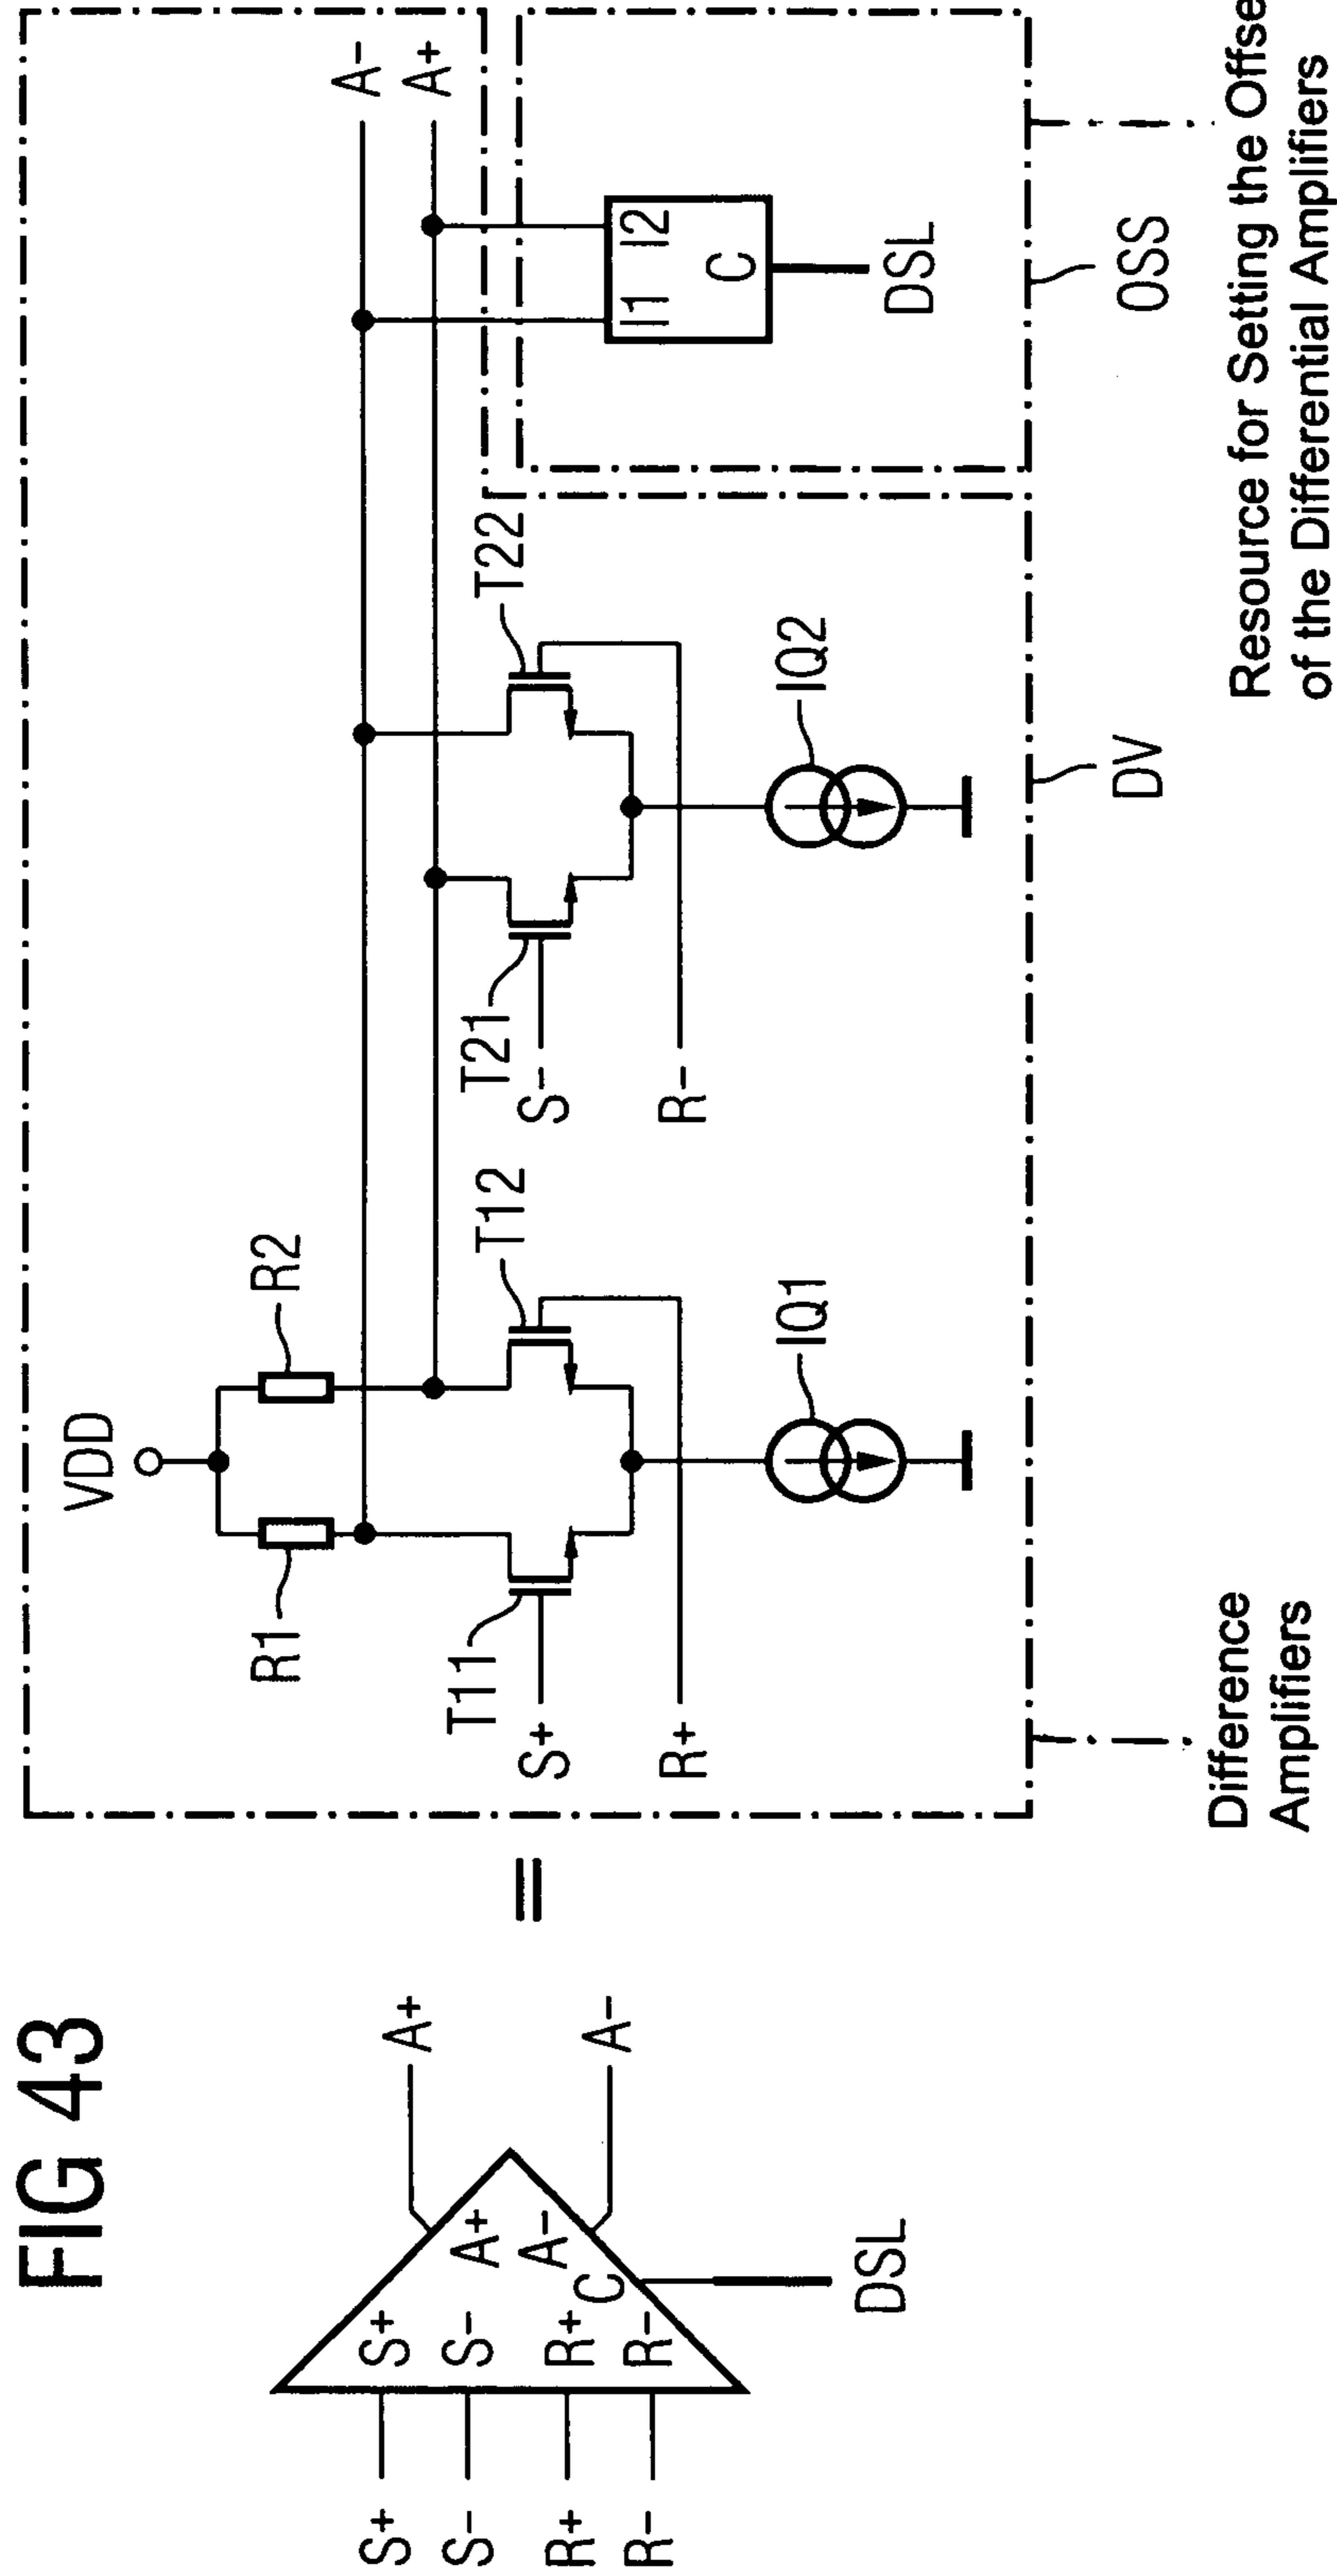 FIG 43
S+
S-
R+
R-
S+
S-
R+
R-
A+
A-
C
A+
A-
DSL
=
VDD
R1
R2
A-
A+
T11
T12
T21
T22
S+
R+
S-
R-
IQ1
IQ2
I1
I2
C
DSL
DV
OSS
Difference
Amplifiers
Resource for Setting the Offse
of the Differential Amplifiers